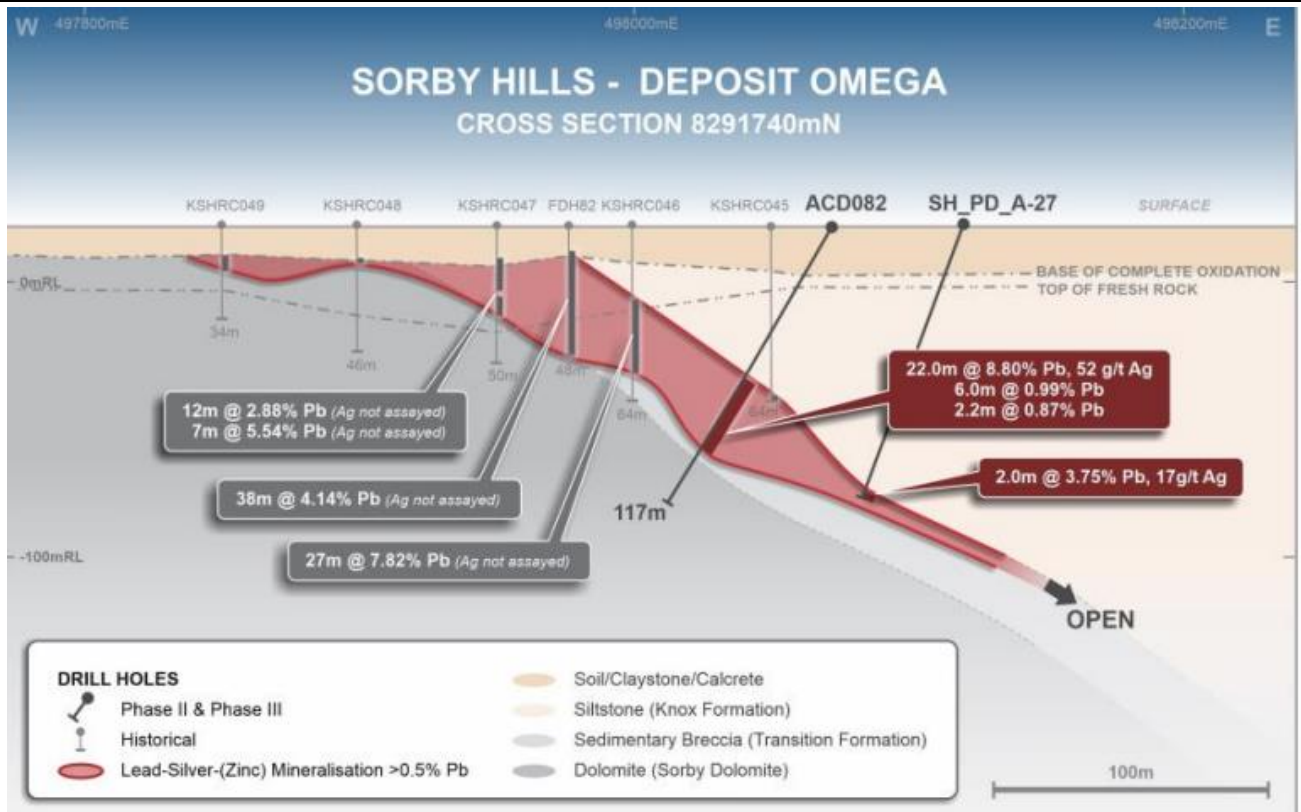 W 497800mE 498000mE 498200mE E
SORBY HILLS - DEPOSIT OMEGA
CROSS SECTION 8291740mN
KSHRC049 KSHRC048 KSHRC047 FDH82 KSHRC046 KSHRC045 ACD082 SH_PD_A-27 SURFACE
BASE OF COMPLETE OXIDATION
0mRL
TOP OF FRESH ROCK
34m
46m
50m
48m
64m
64m
22.0m @ 8.80% Pb, 52 g/t Ag
6.0m @ 0.99% Pb
2.2m @ 0.87% Pb
12m @ 2.88% Pb (Ag not assayed)
7m @ 5.54% Pb (Ag not assayed)
2.0m @ 3.75% Pb, 17g/t Ag
38m @ 4.14% Pb (Ag not assayed)
117m
27m @ 7.82% Pb (Ag not assayed)
-100mRL
OPEN
DRILL HOLES
Phase II & Phase III
Historical
Lead-Silver-(Zinc) Mineralisation >0.5% Pb
Soil/Claystone/Calcrete
Siltstone (Knox Formation)
Sedimentary Breccia (Transition Formation)
Dolomite (Sorby Dolomite)
100m